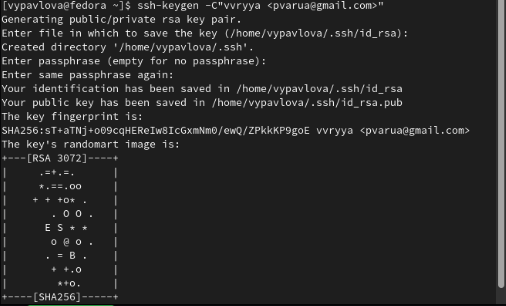 [vypavlova@fedora ~]$ ssh-keygen -C"vvryya <pvarua@gmail.com>"
Generating public/private rsa key pair.
Enter file in which to save the key (/home/vypavlova/.ssh/id_rsa):
Created directory '/home/vypavlova/.ssh'.
Enter passphrase (empty for no passphrase):
Enter same passphrase again:
Your identification has been saved in /home/vypavlova/.ssh/id_rsa
Your public key has been saved in /home/vypavlova/.ssh/id_rsa.pub
The key fingerprint is:
SHA256:sT+aTNj+o09cqHEReIw8IcGxmNm0/ewQ/ZPkkKP9goE vvryya <pvarua@gmail.com>
The key's randomart image is:
+---[RSA 3072]----+
|     .=+.=.      |
|     *.==.oo     |
|    + + +o* .    |
|       . O O .   |
|      E S * *    |
|       o @ o .   |
|      . = B .    |
|       + +.o     |
|        *+o.     |
+----[SHA256]-----+